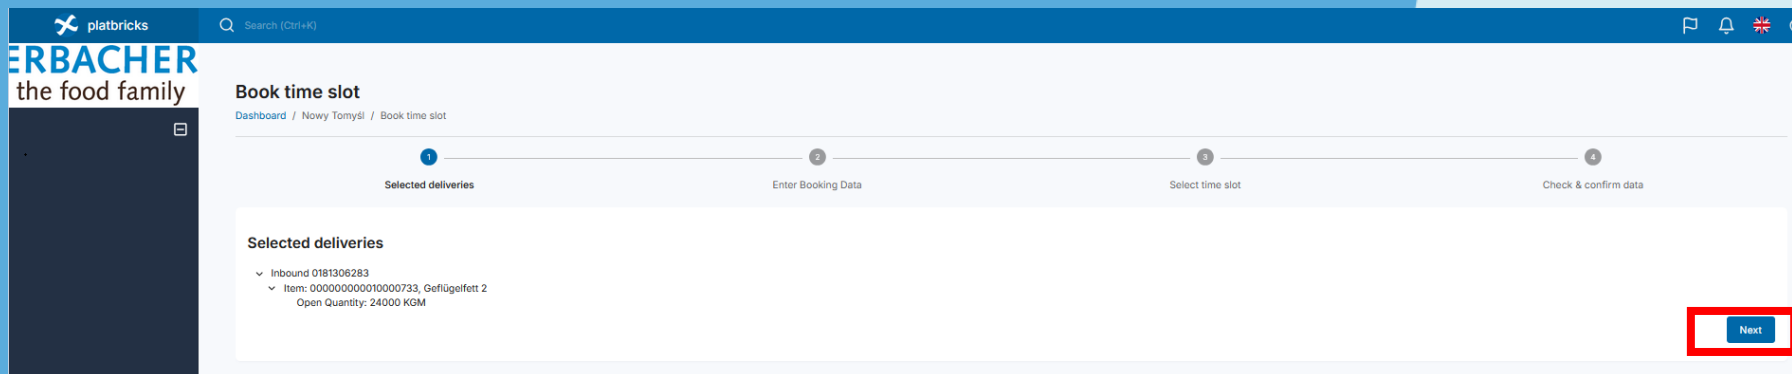 platbricks
Search (Ctrl+K)
ERBACHER
the food family
Book time slot
Dashboard / Nowy Tomyśl / Book time slot
1
2
3
4
Selected deliveries
Enter Booking Data
Select time slot
Check & confirm data
Selected deliveries
Inbound 0181306283
Item: 000000000010000733, Geflügelfett 2
Open Quantity: 24000 KGM
Next